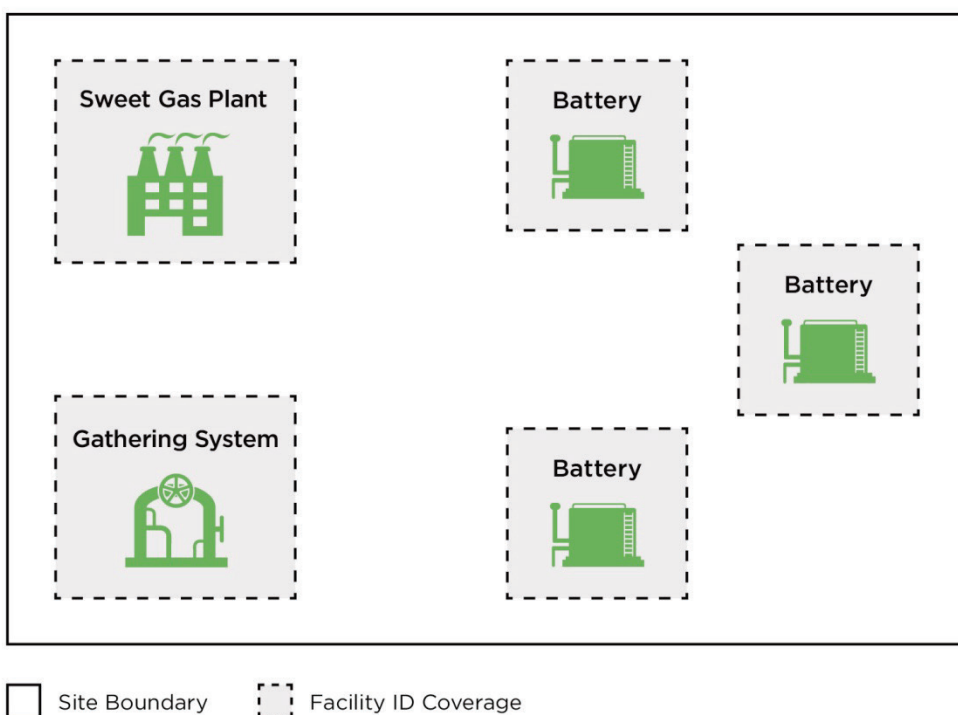 Sweet Gas Plant
Battery
Battery
Gathering System
Battery
Site Boundary
Facility ID Coverage